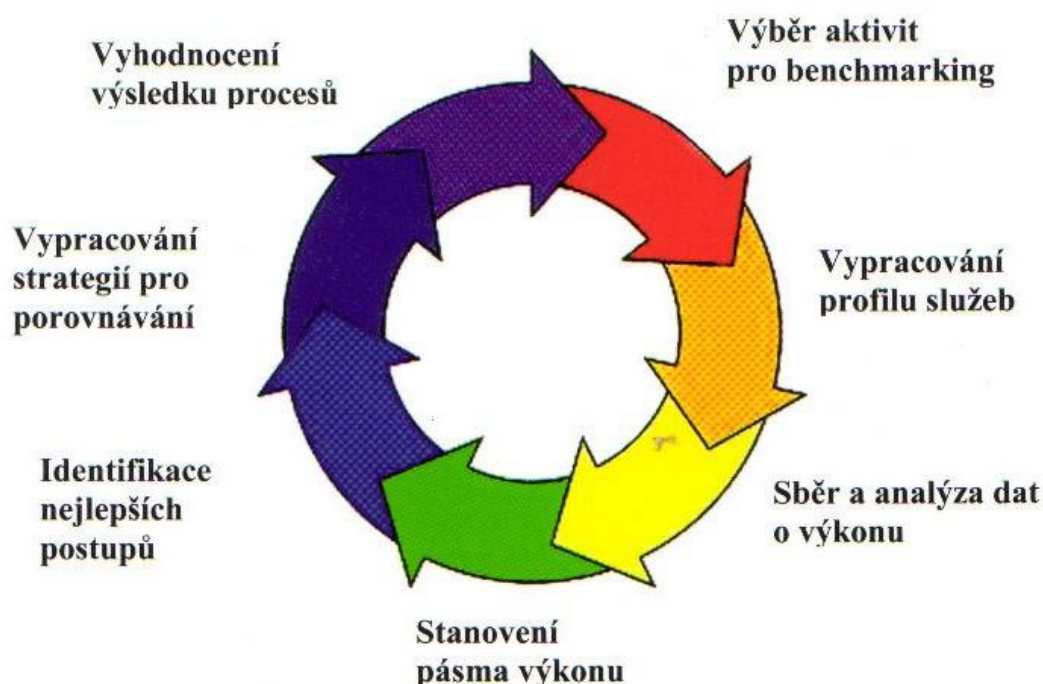 Výběr aktivit
pro benchmarking
Vypracování
profilu služeb
Sběr a analýza dat
o výkonu
Stanovení
pásma výkonu
Identifikace
nejlepších
postupů
Vypracování
strategií pro
porovnávání
Vyhodnocení
výsledku procesů